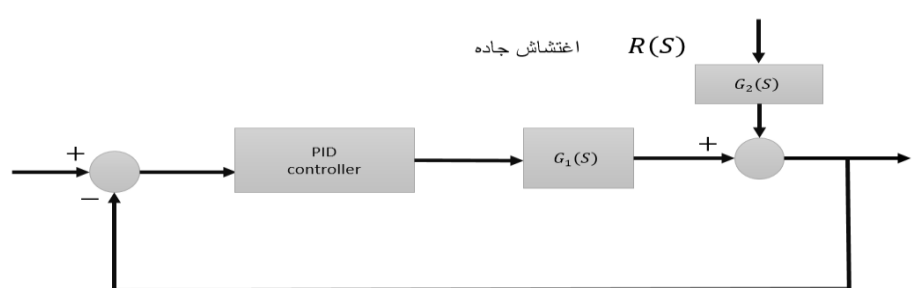 اغتشاش جاده R(S)
G₂(S)
+
PID
controller
G₁(S)
+
−